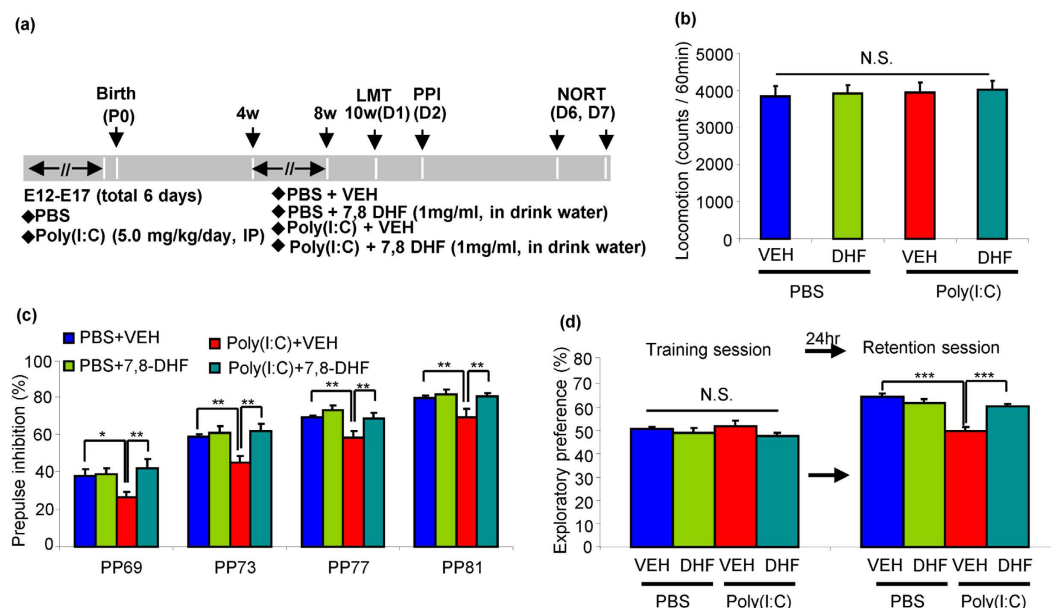 (a)
Birth
(P0)
4w
8w
LMT
10w(D1)
PPI
(D2)
NORT
(D6, D7)
//
//
E12-E17 (total 6 days)
◆PBS
◆Poly(I:C) (5.0 mg/kg/day, IP)
◆PBS + VEH
◆PBS + 7,8 DHF (1mg/ml, in drink water)
◆Poly(I:C) + VEH
◆Poly(I:C) + 7,8 DHF (1mg/ml, in drink water)
(b)
Locomotion (counts / 60min)
5000
4000
3000
2000
1000
0
N.S.
VEH DHF VEH DHF
PBS Poly(I:C)
(c)
PBS+VEH
PBS+7,8-DHF
Poly(I:C)+VEH
Poly(I:C)+7,8-DHF
Prepulse inhibition (%)
100
80
60
40
20
0
* **
** **
** **
** **
PP69 PP73 PP77 PP81
(d)
Training session
24hr
Retention session
Exploratory preference (%)
80
70
60
50
40
30
20
10
0
N.S.
*** ***
VEH DHF VEH DHF
PBS Poly(I:C)
VEH DHF VEH DHF
PBS Poly(I:C)